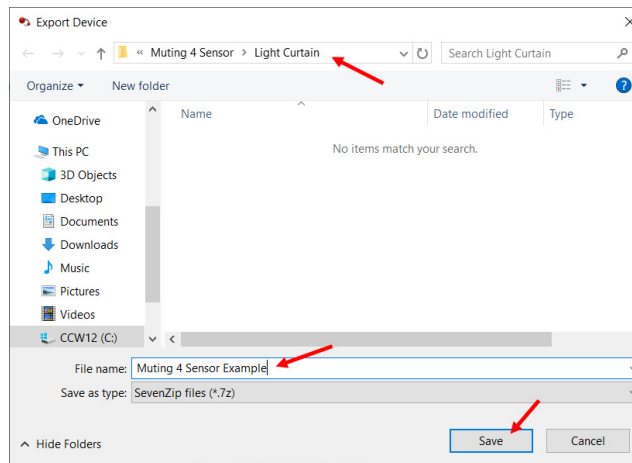 Export Device
« Muting 4 Sensor > Light Curtain
Search Light Curtain
Organize
New folder
Name
Date modified
Type
No items match your search.
OneDrive
This PC
3D Objects
Desktop
Documents
Downloads
Music
Pictures
Videos
CCW12 (C:)
File name: Muting 4 Sensor Example
Save as type: SevenZip files (*.7z)
Hide Folders
Save
Cancel